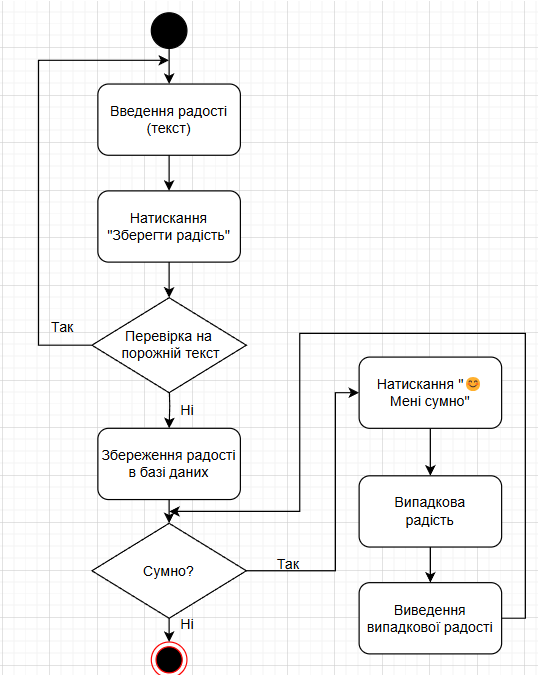 Введення радості
(текст)
Натискання
"Зберегти радість"
Так
Перевірка на
порожній текст
Ні
Збереження радості
в базі даних
Сумно?
Так
Ні
Натискання "😊
Мені сумно"
Випадкова
радість
Виведення
випадкової радості